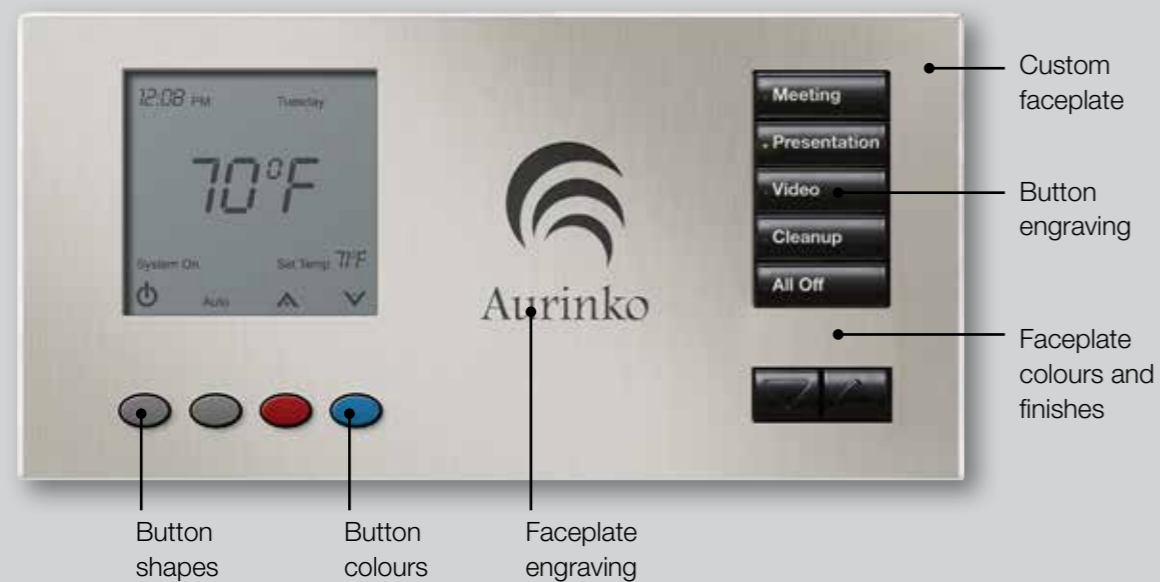 12:08 PM Tuesday
70°F
System On Set Temp 71°F
Auto
Aurinko
Meeting
Presentation
Video
Cleanup
All Off
Custom
faceplate
Button
engraving
Faceplate
colours and
finishes
Button
shapes
Button
colours
Faceplate
engraving